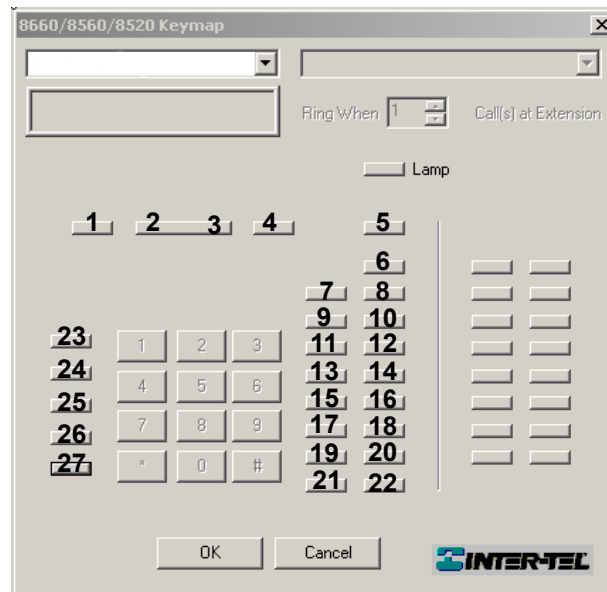 8660/8560/8520 Keymap
Ring When 1 Call(s) at Extension
Lamp
1 2 3 4 5
6
7 8
9 10
23 1 2 3 11 12
24 4 5 6 13 14
25 15 16
26 7 8 9 17 18
27 * 0 # 19 20
21 22
OK Cancel
INTER-TEL